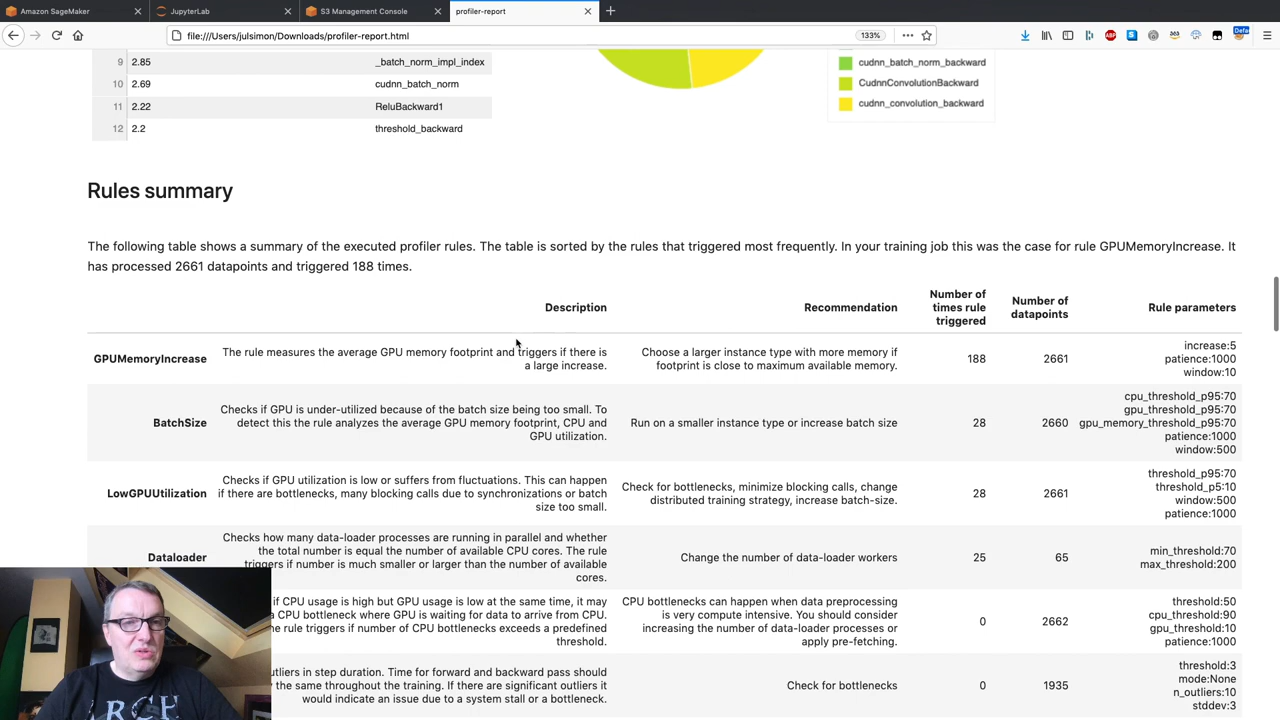 Amazon SageMaker
JupyterLab
S3 Management Console
profiler-report
file:///Users/julsimon/Downloads/profiler-report.html
133%
Defa
9 2.85 _batch_norm_impl_index
10 2.69 cudnn_batch_norm
11 2.22 ReluBackward1
12 2.2 threshold_backward
cudnn_batch_norm_backward
CudnnConvolutionBackward
cudnn_convolution_backward
Rules summary
The following table shows a summary of the executed profiler rules. The table is sorted by the rules that triggered most frequently. In your training job this was the case for rule GPUMemoryIncrease. It
has processed 2661 datapoints and triggered 188 times.
Description
Recommendation
Number of
times rule
triggered
Number of
datapoints
Rule parameters
GPUMemoryIncrease
The rule measures the average GPU memory footprint and triggers if there is
a large increase.
Choose a larger instance type with more memory if
footprint is close to maximum available memory.
188
2661
increase:5
patience:1000
window:10
BatchSize
Checks if GPU is under-utilized because of the batch size being too small. To
detect this the rule analyzes the average GPU memory footprint, CPU and
GPU utilization.
Run on a smaller instance type or increase batch size
28
2660
cpu_threshold_p95:70
gpu_threshold_p95:70
gpu_memory_threshold_p95:70
patience:1000
window:500
LowGPUUtilization
Checks if GPU utilization is low or suffers from fluctuations. This can happen
if there are bottlenecks, many blocking calls due to synchronizations or batch
size too small.
Check for bottlenecks, minimize blocking calls, change
distributed training strategy, increase batch-size.
28
2661
threshold_p95:70
threshold_p5:10
window:500
patience:1000
Dataloader
Checks how many data-loader processes are running in parallel and whether
the total number is equal the number of available CPU cores. The rule
triggers if number is much smaller or larger than the number of available
cores.
Change the number of data-loader workers
25
65
min_threshold:70
max_threshold:200
if CPU usage is high but GPU usage is low at the same time, it may
a CPU bottleneck where GPU is waiting for data to arrive from CPU.
rule triggers if number of CPU bottlenecks exceeds a predefined
threshold.
CPU bottlenecks can happen when data preprocessing
is very compute intensive. You should consider
increasing the number of data-loader processes or
apply pre-fetching.
0
2662
threshold:50
cpu_threshold:90
gpu_threshold:10
patience:1000
outliers in step duration. Time for forward and backward pass should
the same throughout the training. If there are significant outliers it
would indicate an issue due to a system stall or a bottleneck.
Check for bottlenecks
0
1935
threshold:3
mode:None
n_outliers:10
stddev:3